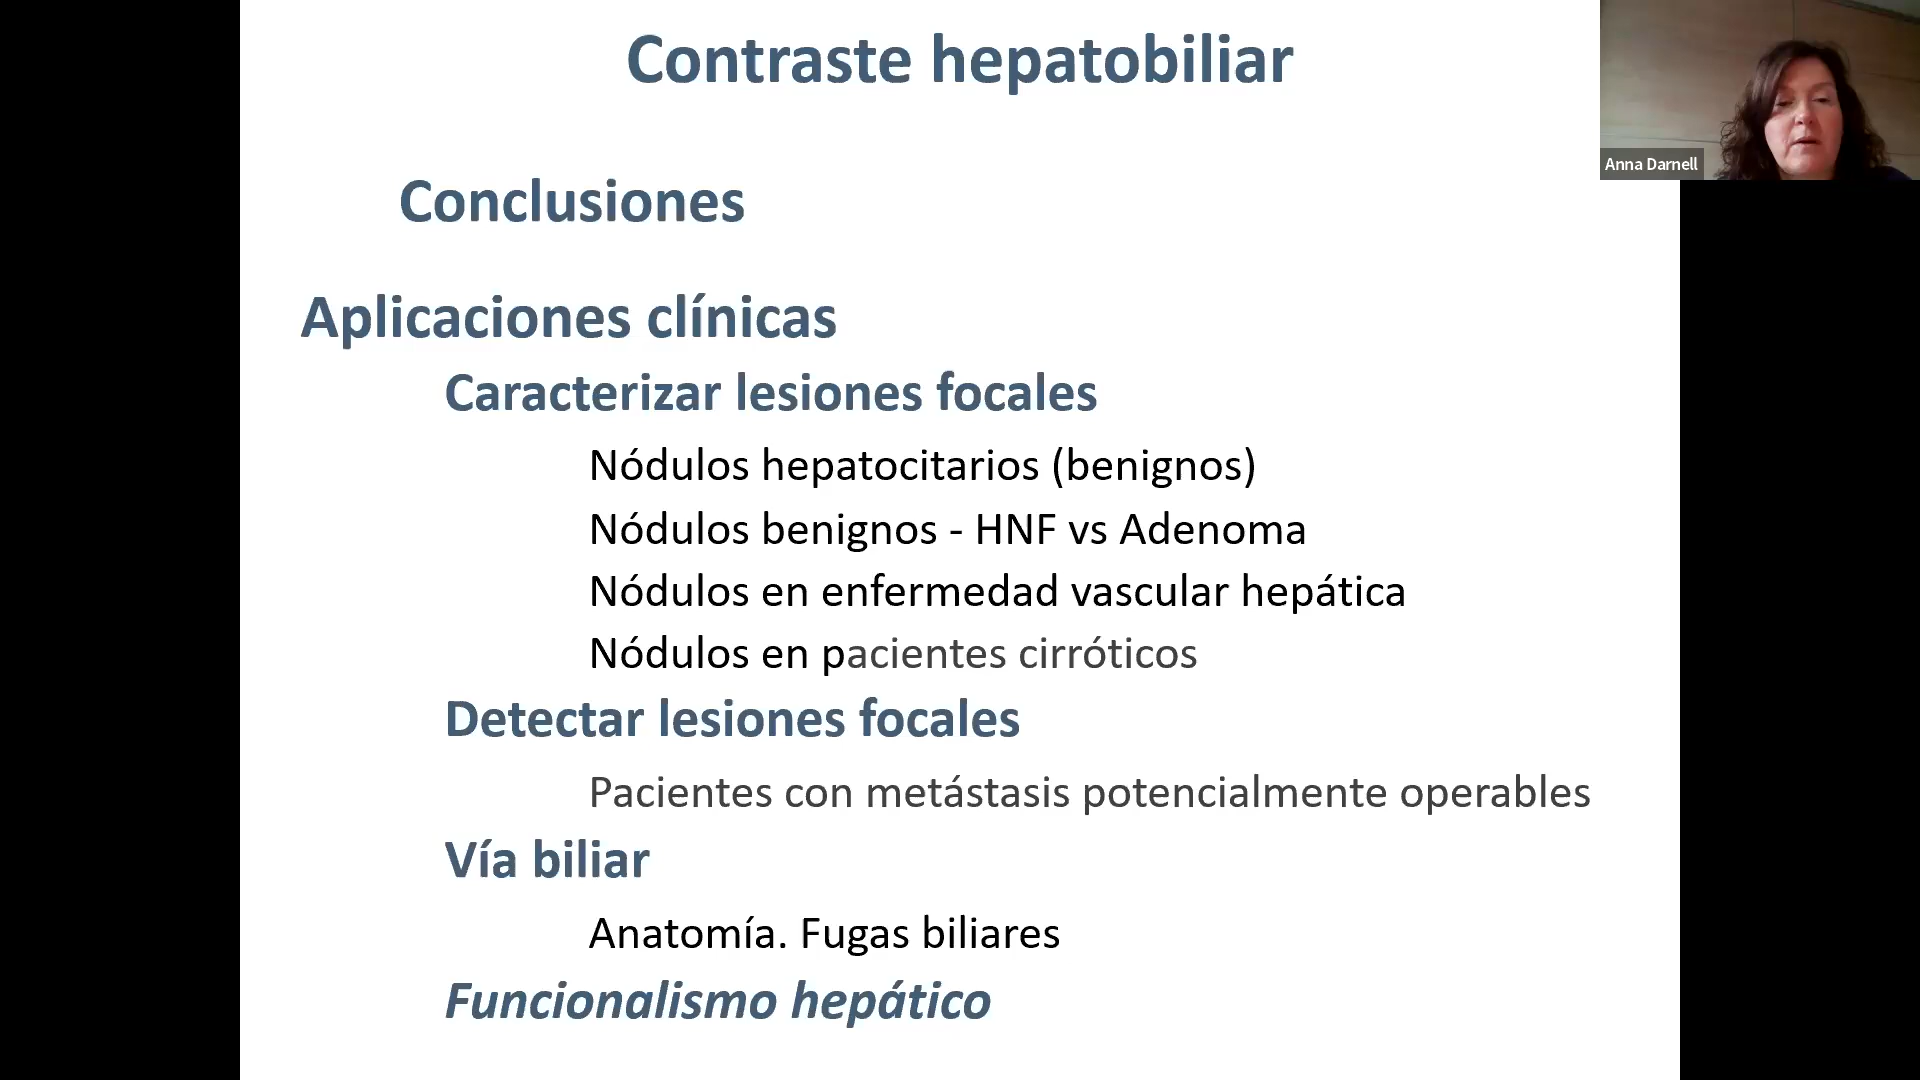 Contraste hepatobiliar
Anna Darnell
Conclusiones
Aplicaciones clínicas
Caracterizar lesiones focales
Nódulos hepatocitarios (benignos)
Nódulos benignos - HNF vs Adenoma
Nódulos en enfermedad vascular hepática
Nódulos en pacientes cirróticos
Detectar lesiones focales
Pacientes con metástasis potencialmente operables
Vía biliar
Anatomía. Fugas biliares
Funcionalismo hepático